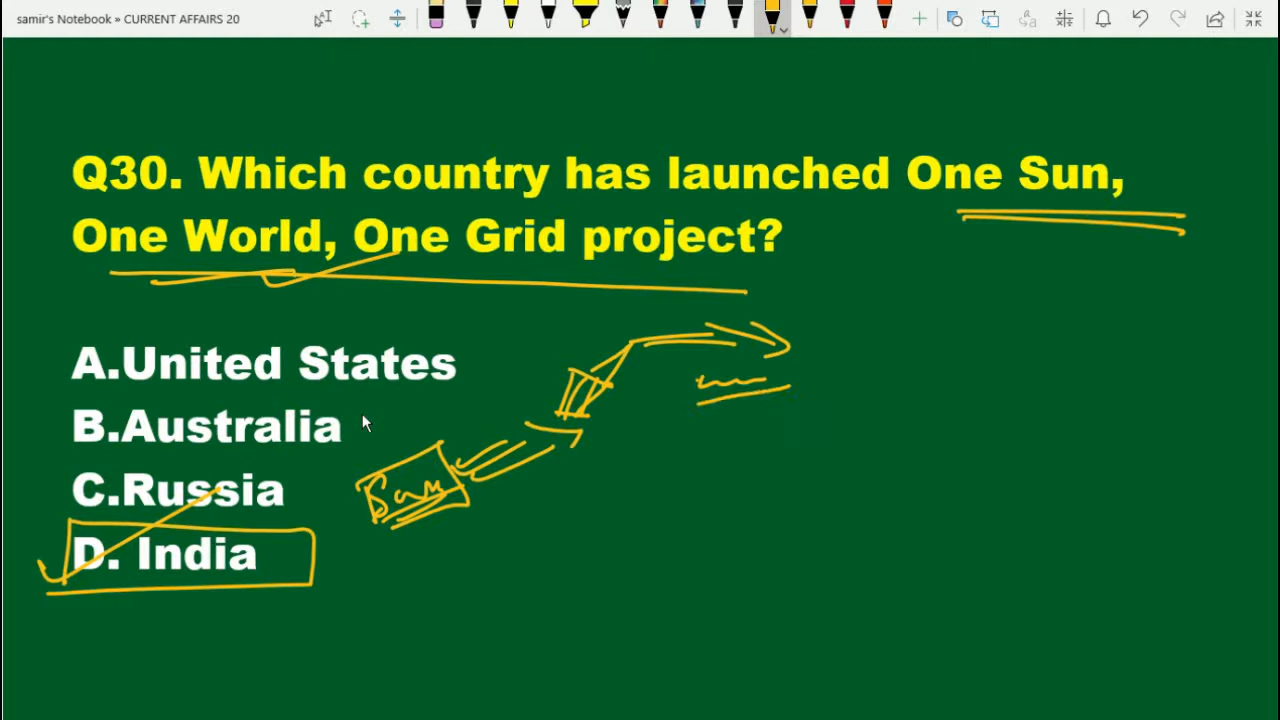 samir's Notebook » CURRENT AFFAIRS 20
Q30. Which country has launched One Sun,
One World, One Grid project?
A.United States
B.Australia
C.Russia
D. India